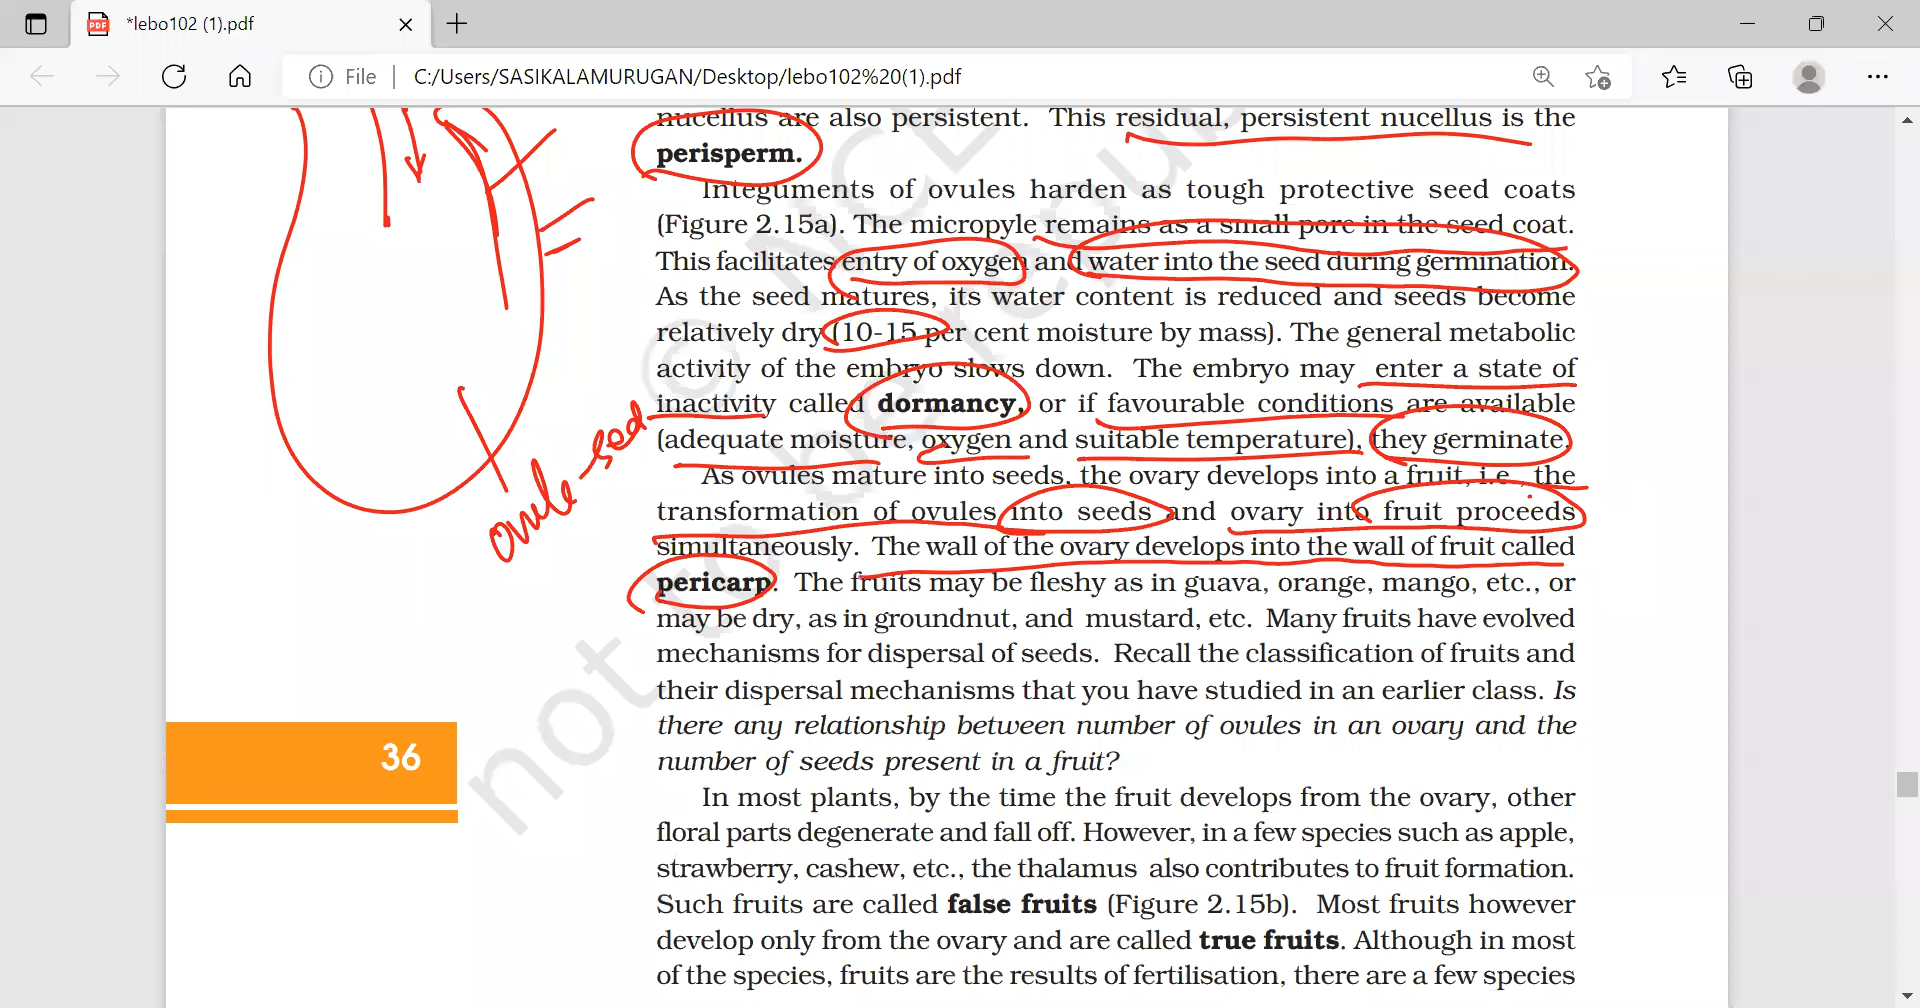 *lebo102 (1).pdf
File | C:/Users/SASIKALAMURUGAN/Desktop/lebo102%20(1).pdf
nucellus are also persistent. This residual, persistent nucellus is the
perisperm.
Integuments of ovules harden as tough protective seed coats
(Figure 2.15a). The micropyle remains as a small pore in the seed coat.
This facilitates entry of oxygen and water into the seed during germination.
As the seed matures, its water content is reduced and seeds become
relatively dry (10-15 per cent moisture by mass). The general metabolic
activity of the embryo slows down. The embryo may enter a state of
inactivity called dormancy, or if favourable conditions are available
(adequate moisture, oxygen and suitable temperature), they germinate.
As ovules mature into seeds, the ovary develops into a fruit, i.e., the
transformation of ovules into seeds and ovary into fruit proceeds
simultaneously. The wall of the ovary develops into the wall of fruit called
pericarp. The fruits may be fleshy as in guava, orange, mango, etc., or
may be dry, as in groundnut, and mustard, etc. Many fruits have evolved
mechanisms for dispersal of seeds. Recall the classification of fruits and
their dispersal mechanisms that you have studied in an earlier class. Is
there any relationship between number of ovules in an ovary and the
number of seeds present in a fruit?
In most plants, by the time the fruit develops from the ovary, other
floral parts degenerate and fall off. However, in a few species such as apple,
strawberry, cashew, etc., the thalamus also contributes to fruit formation.
Such fruits are called false fruits (Figure 2.15b). Most fruits however
develop only from the ovary and are called true fruits. Although in most
of the species, fruits are the results of fertilisation, there are a few species
ovule - seed
36
© NCE
not to be repu